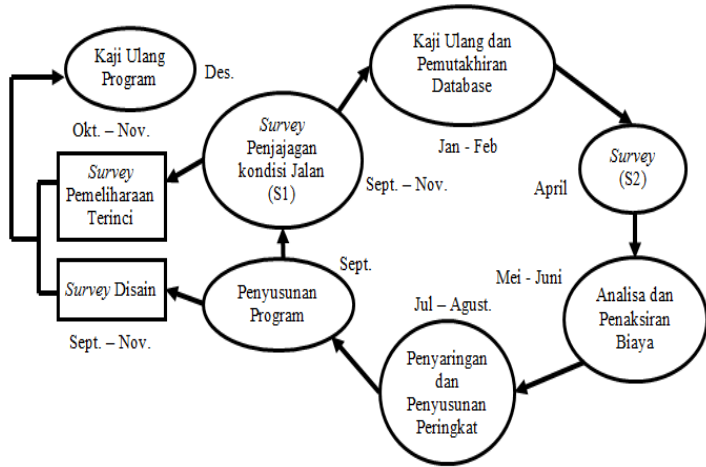 Kaji Ulang
Program
Des.
Okt. – Nov.
Survey
Pemeliharaan
Terinci
Survey Disain
Sept. – Nov.
Survey
Penjajagan
kondisi Jalan
(S1)
Sept. – Nov.
Kaji Ulang dan
Pemutakhiran
Database
Jan - Feb
Survey
(S2)
April
Mei - Juni
Analisa dan
Penaksiran
Biaya
Jul – Agust.
Penyaringan
dan
Penyusunan
Peringkat
Sept.
Penyusunan
Program